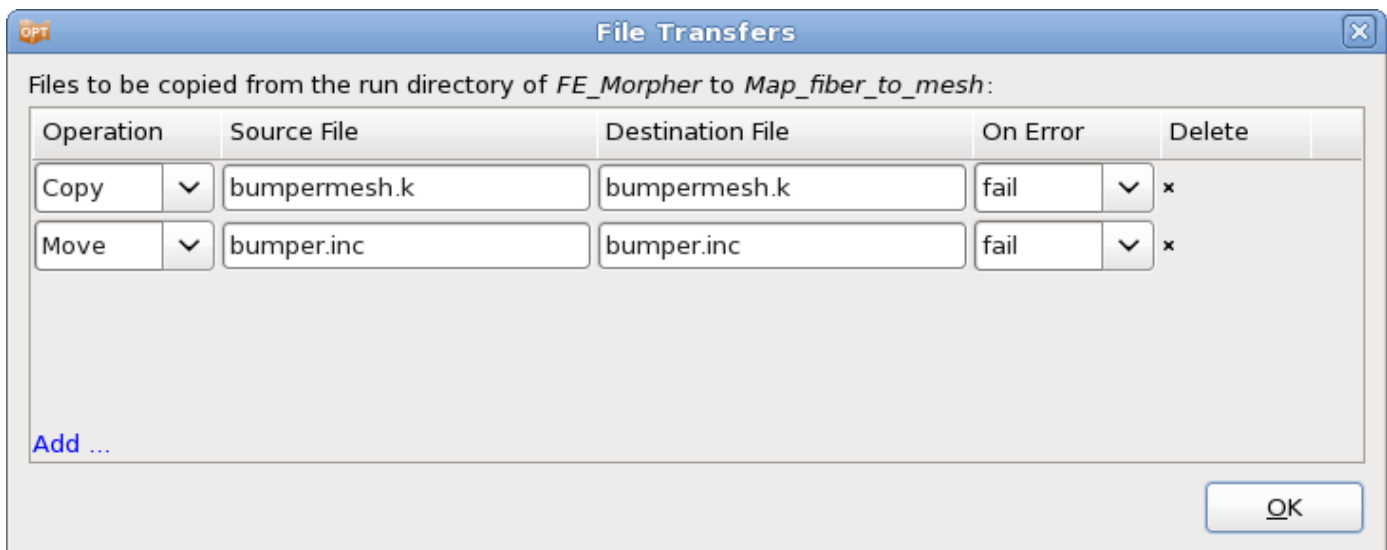 OPT File Transfers
Files to be copied from the run directory of FE_Morpher to Map_fiber_to_mesh:
Operation Source File Destination File On Error Delete
Copy bumpermesh.k bumpermesh.k fail
Move bumper.inc bumper.inc fail
Add ...
OK